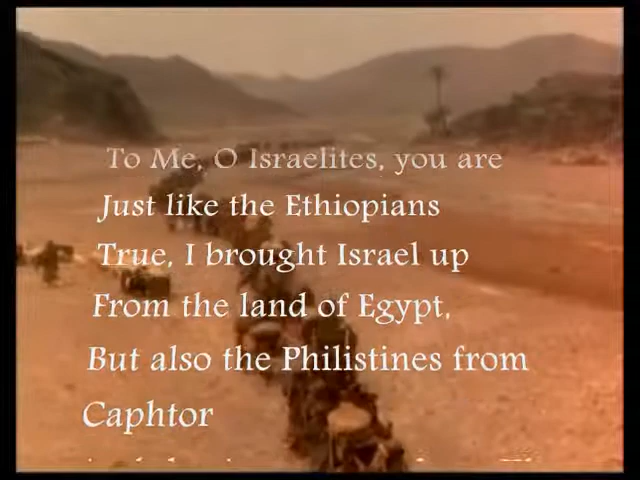 To Me, O Israelites, you are
Just like the Ethiopians
True, I brought Israel up
From the land of Egypt,
But also the Philistines from
Caphtor